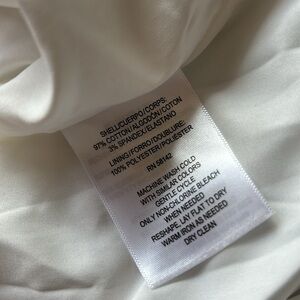 SHELL/CUERPO/CORPS:
97% COTTON/ALGODÓN/COTON
3% SPANDEX/ELASTANO
LINING/FORRO/DOUBLURE:
100% POLYESTER/POLIÉSTER
RN 58142
MACHINE WASH COLD
WITH SIMILAR COLORS
GENTLE CYCLE
ONLY NON-CHLORINE BLEACH
WHEN NEEDED
RESHAPE, LAY FLAT TO DRY
WARM IRON AS NEEDED
DRY CLEAN